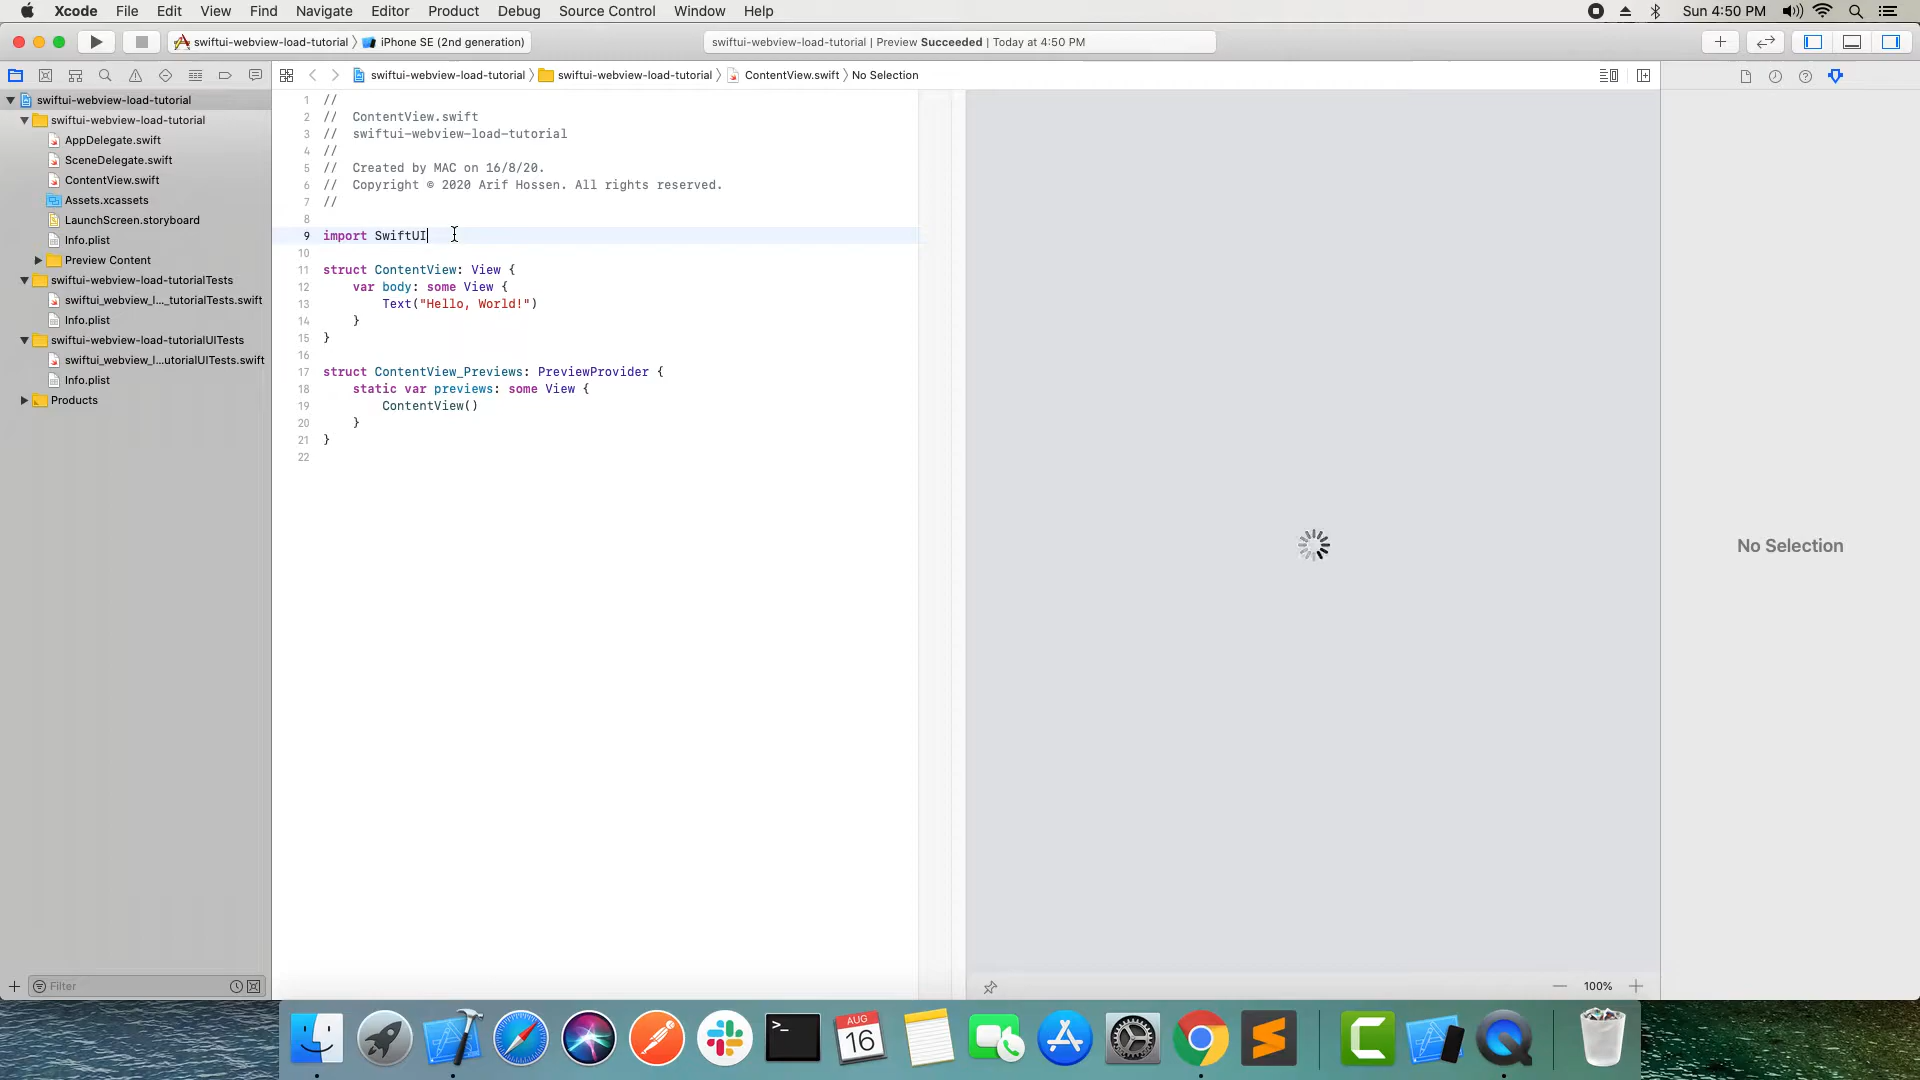 Xcode File Edit View Find Navigate Editor Product Debug Source Control Window Help Sun 4:50 PM
swiftui-webview-load-tutorial iPhone SE (2nd generation) swiftui-webview-load-tutorial | Preview Succeeded | Today at 4:50 PM
swiftui-webview-load-tutorial swiftui-webview-load-tutorial ContentView.swift No Selection
swiftui-webview-load-tutorial
swiftui-webview-load-tutorial
AppDelegate.swift
SceneDelegate.swift
ContentView.swift
Assets.xcassets
LaunchScreen.storyboard
Info.plist
Preview Content
swiftui-webview-load-tutorialTests
swiftui_webview_l..._tutorialTests.swift
Info.plist
swiftui-webview-load-tutorialUITests
swiftui_webview_l...utorialUITests.swift
Info.plist
Products
Filter
1 //
2 // ContentView.swift
3 // swiftui-webview-load-tutorial
4 //
5 // Created by MAC on 16/8/20.
6 // Copyright © 2020 Arif Hossen. All rights reserved.
7 //
8
9 import SwiftUI
10
11 struct ContentView: View {
12 var body: some View {
13 Text("Hello, World!")
14 }
15 }
16
17 struct ContentView_Previews: PreviewProvider {
18 static var previews: some View {
19 ContentView()
20 }
21 }
22
No Selection
100%
>_
AUG
16